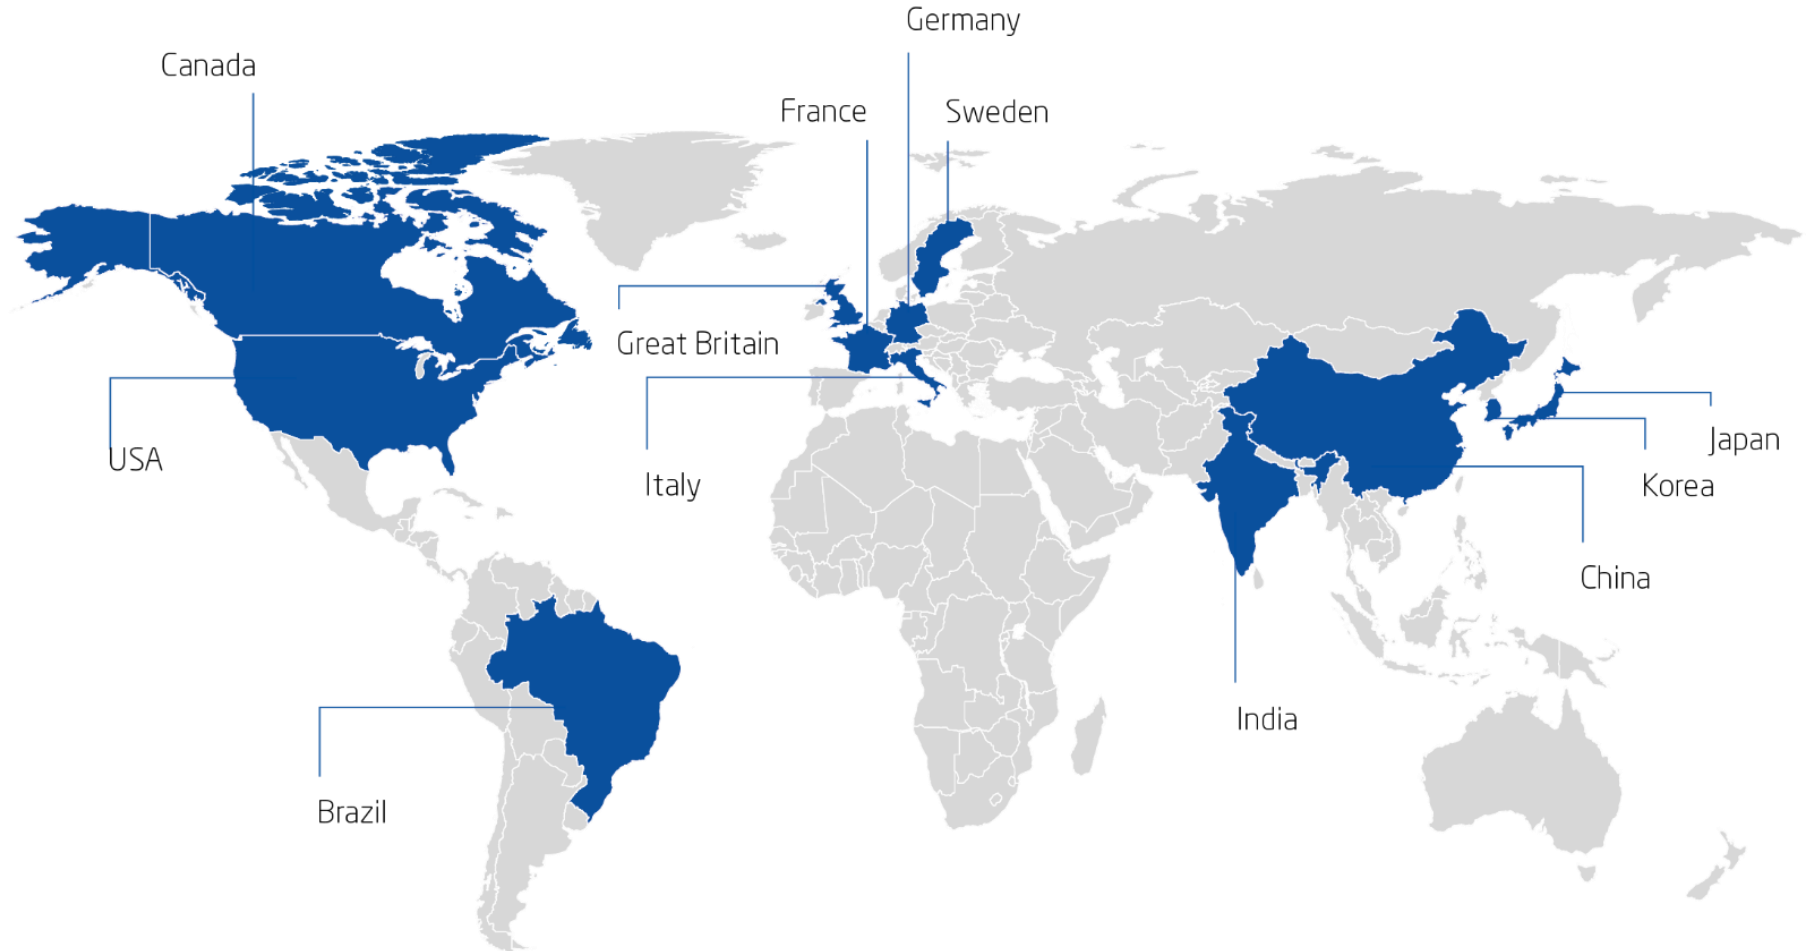 Germany
Canada
France
Sweden
Great Britain
Japan
USA
Italy
Korea
China
India
Brazil